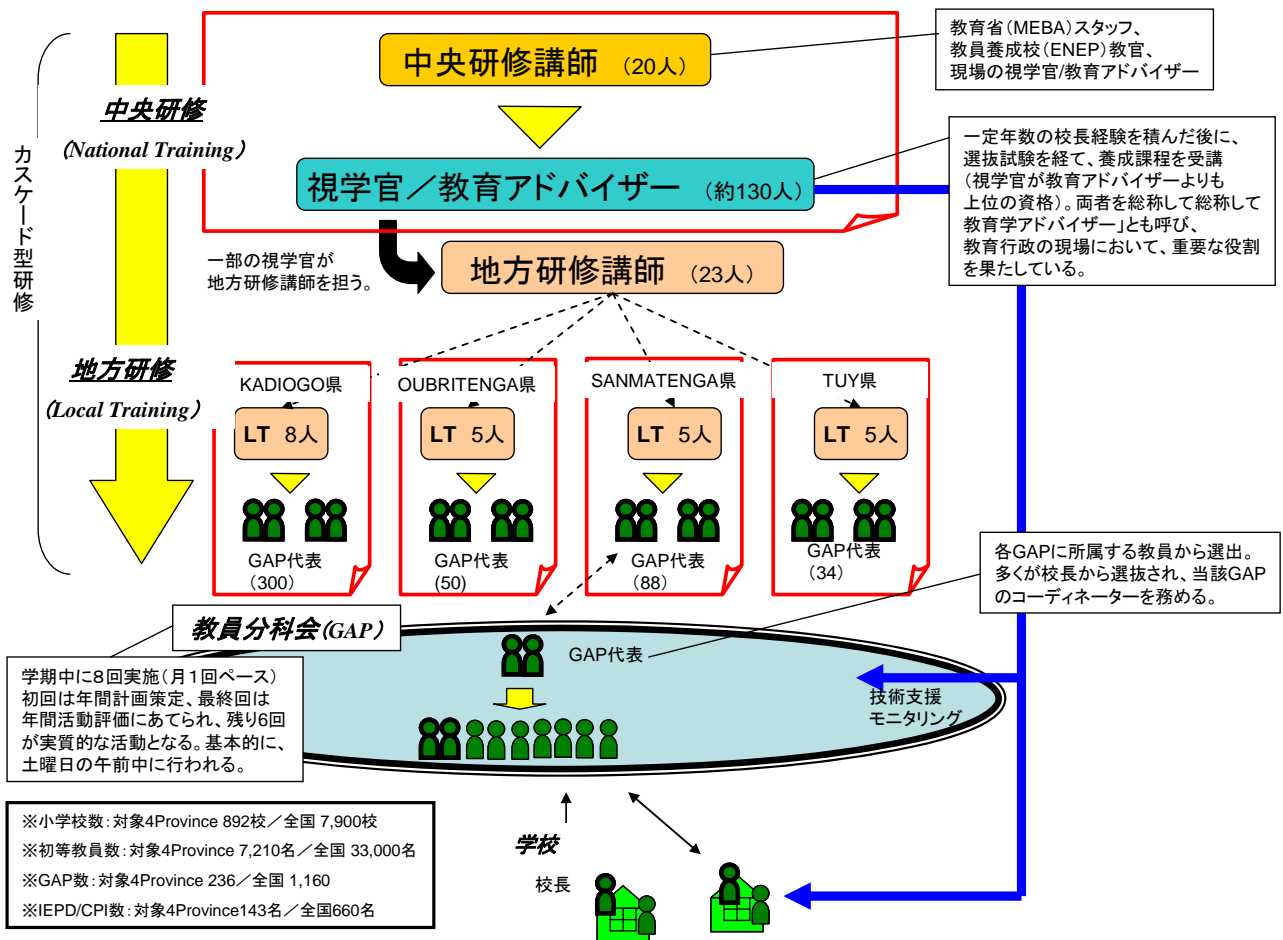 中央研修講師 （20人）
教育省（MEBA）スタッフ、
教員養成校（ENEP）教官、
現場の視学官/教育アドバイザー
カスケード型研修
中央研修
(National Training)
視学官／教育アドバイザー （約130人）
一定年数の校長経験を積んだ後に、
選抜試験を経て、養成課程を受講
（視学官が教育アドバイザーよりも
上位の資格）。両者を総称して総称して
教育学アドバイザー」とも呼び、
教育行政の現場において、重要な役割
を果たしている。
一部の視学官が
地方研修講師を担う。
地方研修講師 （23人）
地方研修
(Local Training)
KADIOGO県
LT 8人
GAP代表
(300)
OUBRITENGA県
LT 5人
GAP代表
(50)
SANMATENGA県
LT 5人
GAP代表
(88)
TUY県
LT 5人
GAP代表
(34)
各GAPに所属する教員から選出。
多くが校長から選抜され、当該GAP
のコーディネーターを務める。
教員分科会(GAP)
学期中に８回実施（月１回ペース）
初回は年間計画策定、最終回は
年間活動評価にあてられ、残り6回
が実質的な活動となる。基本的に、
土曜日の午前中に行われる。
GAP代表
技術支援
モニタリング
※小学校数：対象4Province 892校／全国 7,900校
※初等教員数：対象4Province 7,210名／全国 33,000名
※GAP数：対象4Province 236／全国 1,160
※IEPD/CPI数：対象4Province143名／全国660名
学校
校長